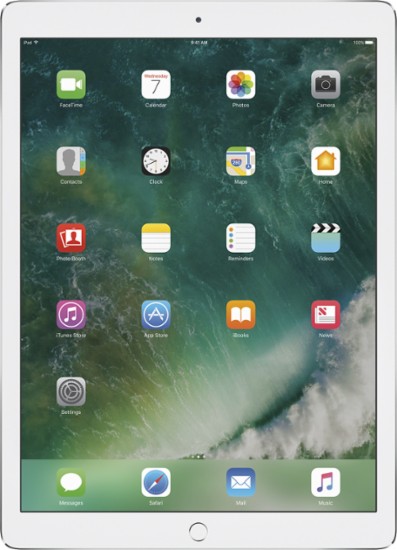 iPad 9:41 AM 100%
Wednesday
7
FaceTime Calendar Photos Camera
Contacts Clock Maps Home
Photo Booth Notes Reminders Videos
iTunes Store App Store iBooks News
Settings
Messages Safari Mail Music